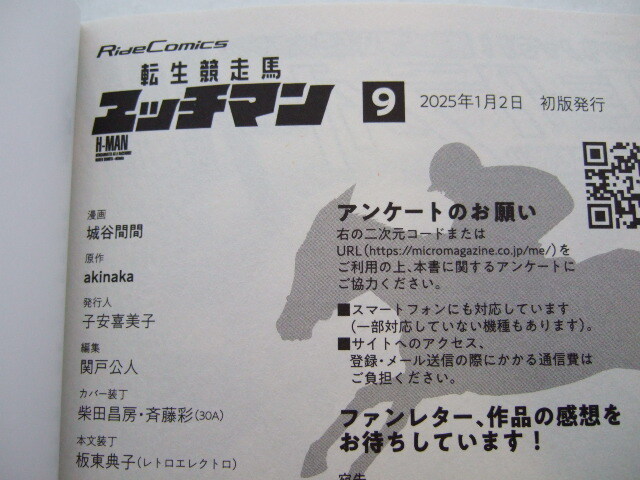 RideComics
転生競走馬
ヱッチマン 9 2025年1月2日 初版発行
H-MAN
漫画
城谷間間
原作
akinaka
発行人
子安喜美子
編集
関戸公人
カバー装丁
柴田昌房・斉藤彩(30A)
本文装丁
板東典子(レトロエレクトロ)
アンケートのお願い
右の二次元コードまたは
URL(https://micromagazine.co.jp/me/)を
ご利用の上、本書に関するアンケートに
ご協力ください。
■スマートフォンにも対応しています
(一部対応していない機種もあります)。
■サイトへのアクセス、
登録・メール送信の際にかかる通信費は
ご負担ください。
ファンレター、作品の感想を
お待ちしています!